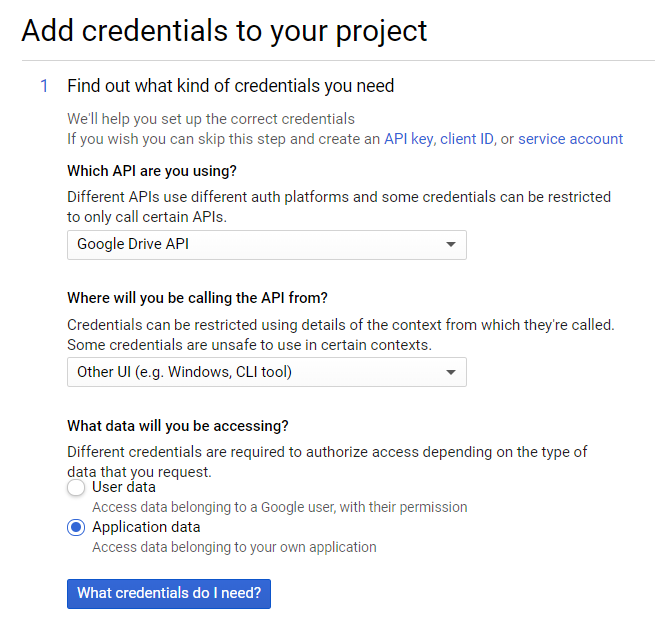 Add credentials to your project
1 Find out what kind of credentials you need
We'll help you set up the correct credentials
If you wish you can skip this step and create an API key, client ID, or service account
Which API are you using?
Different APIs use different auth platforms and some credentials can be restricted
to only call certain APIs.
Google Drive API
Where will you be calling the API from?
Credentials can be restricted using details of the context from which they're called.
Some credentials are unsafe to use in certain contexts.
Other UI (e.g. Windows, CLI tool)
What data will you be accessing?
Different credentials are required to authorize access depending on the type of
data that you request.
User data
Access data belonging to a Google user, with their permission
Application data
Access data belonging to your own application
What credentials do I need?